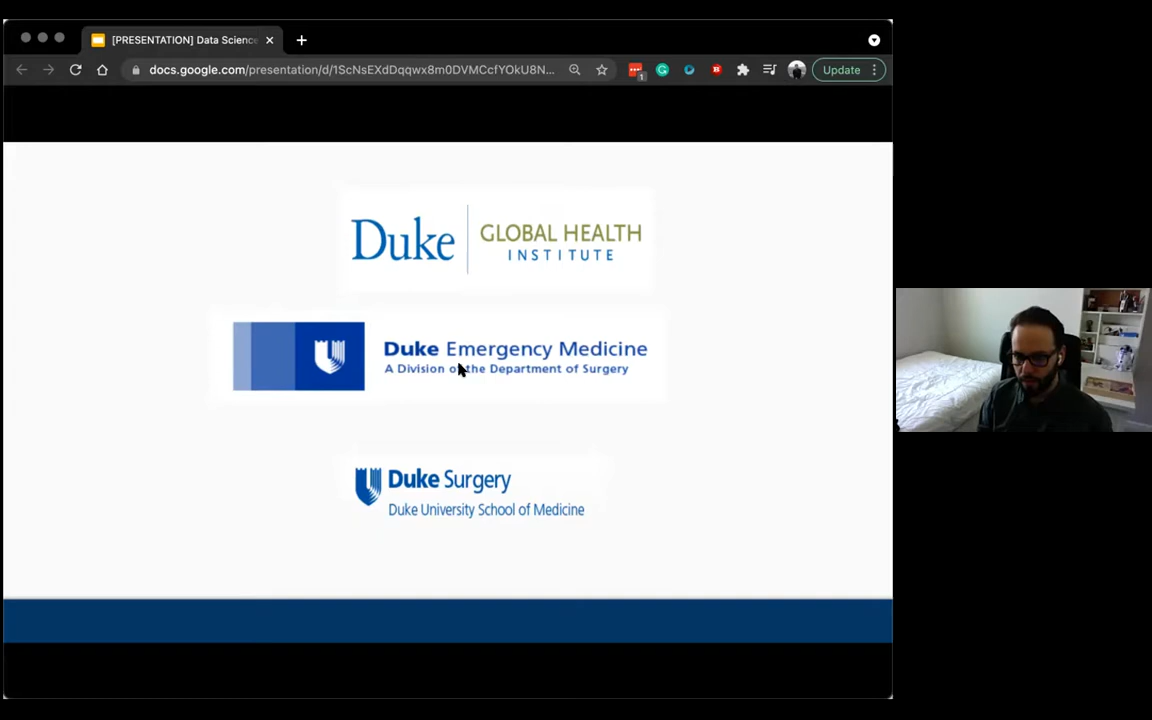 [PRESENTATION] Data Science
docs.google.com/presentation/d/1ScNsEXdDqqwx8m0DVMCcfYOkU8N...
1
Update
Duke GLOBAL HEALTH
INSTITUTE
Duke Emergency Medicine
A Division of the Department of Surgery
Duke Surgery
Duke University School of Medicine